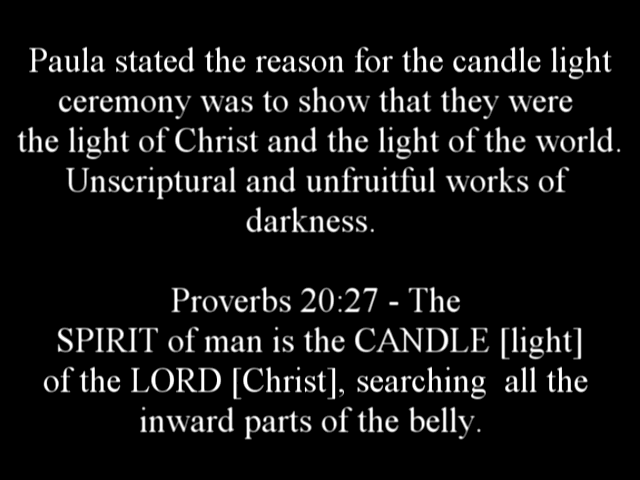 Paula stated the reason for the candle light
ceremony was to show that they were
the light of Christ and the light of the world.
Unscriptural and unfruitful works of
darkness.
Proverbs 20:27 - The
SPIRIT of man is the CANDLE [light]
of the LORD [Christ], searching  all the
inward parts of the belly.